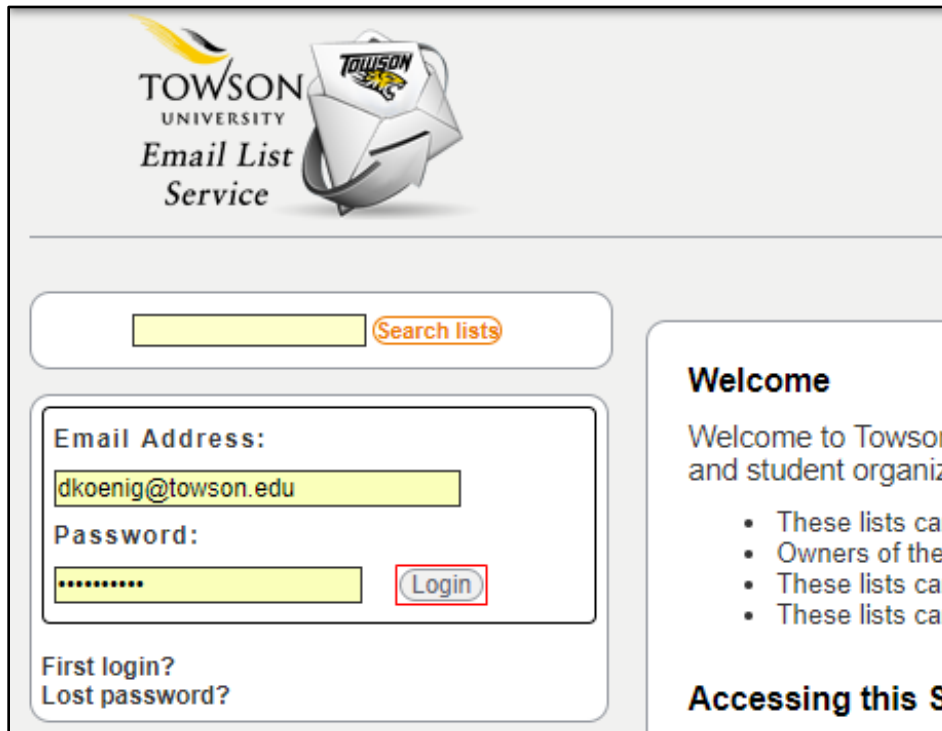 TOWSON
UNIVERSITY
Email List
Service
TOWSON
Search lists
Email Address:
dkoenig@towson.edu
Password:
••••••••••
Login
First login?
Lost password?
Welcome
Welcome to Towson
and student organiz
• These lists ca
• Owners of the
• These lists ca
• These lists ca
Accessing this S